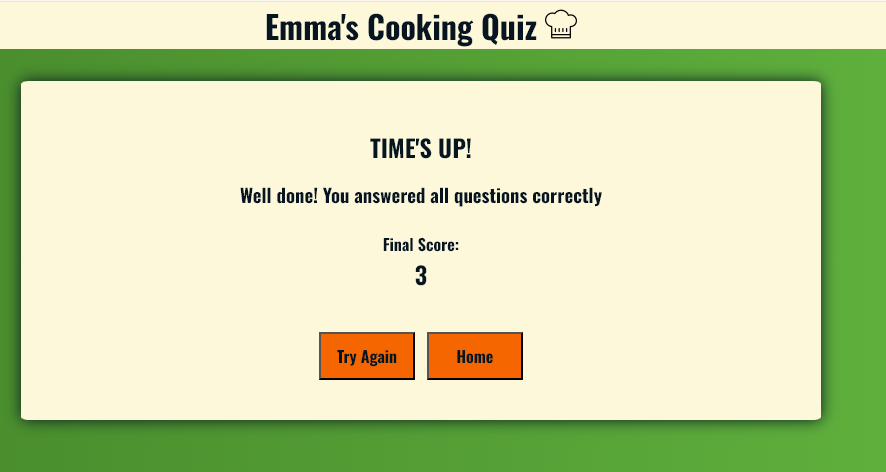 Emma's Cooking Quiz
TIME'S UP!
Well done! You answered all questions correctly
Final Score:
3
Try Again
Home